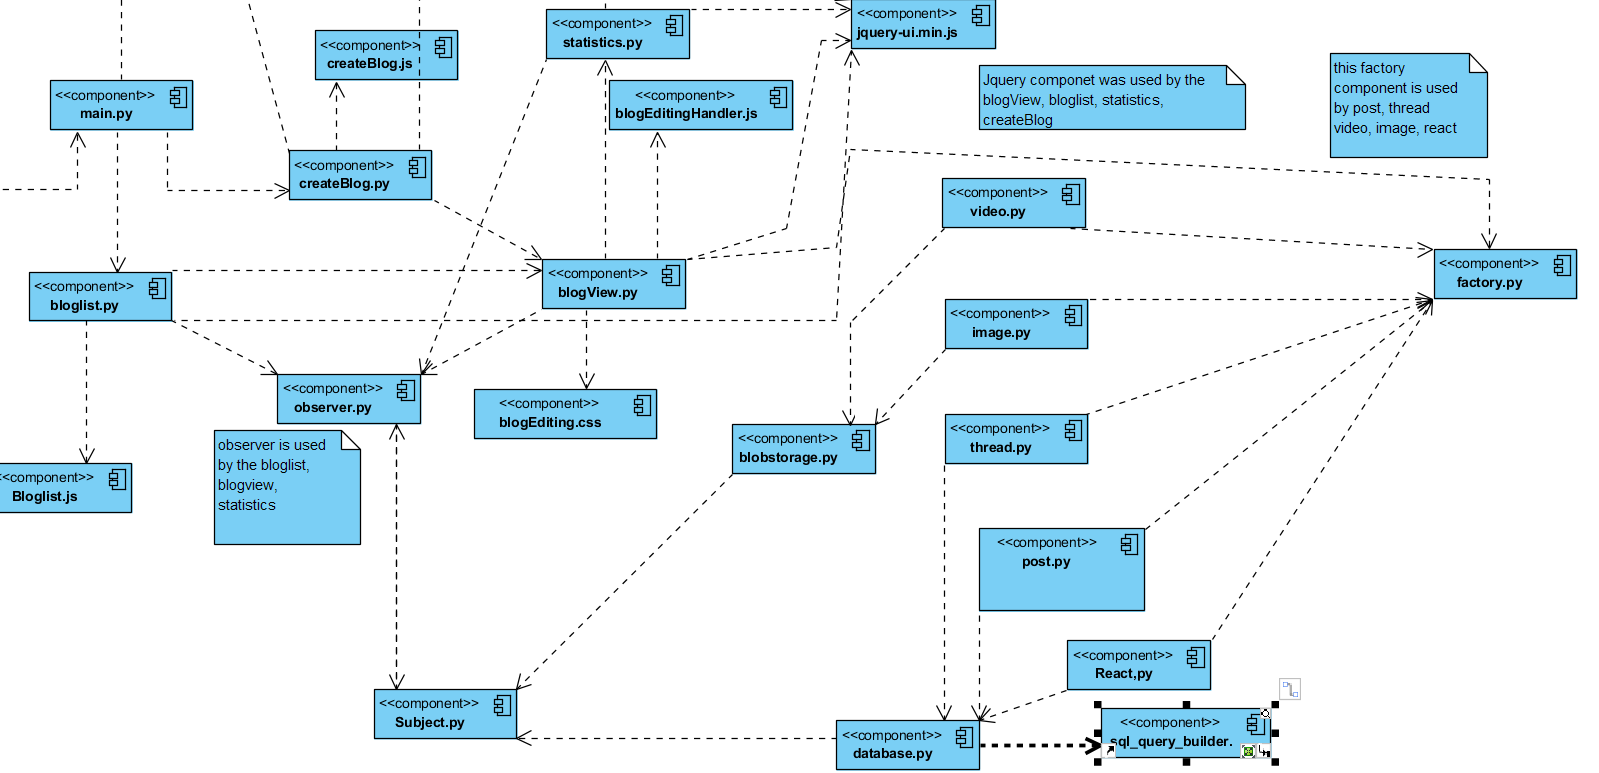 <<component>>
statistics.py
<<component>>
jquery-ui.min.js
<<component>>
createBlog.js
<<component>>
main.py
<<component>>
blogEditingHandler.js
Jquery componet was used by the
blogView, bloglist, statistics,
createBlog
this factory
component is used
by post, thread
video, image, react
<<component>>
createBlog.py
<<component>>
video.py
<<component>>
bloglist.py
<<component>>
blogView.py
<<component>>
factory.py
<<component>>
image.py
<<component>>
observer.py
<<component>>
blogEditing.css
<<component>>
blobstorage.py
<<component>>
thread.py
observer is used
by the bloglist,
blogview,
statistics
<<component>>
Bloglist.js
<<component>>
post.py
<<component>>
React,py
<<component>>
Subject.py
<<component>>
database.py
<<component>>
sql_query_builder.